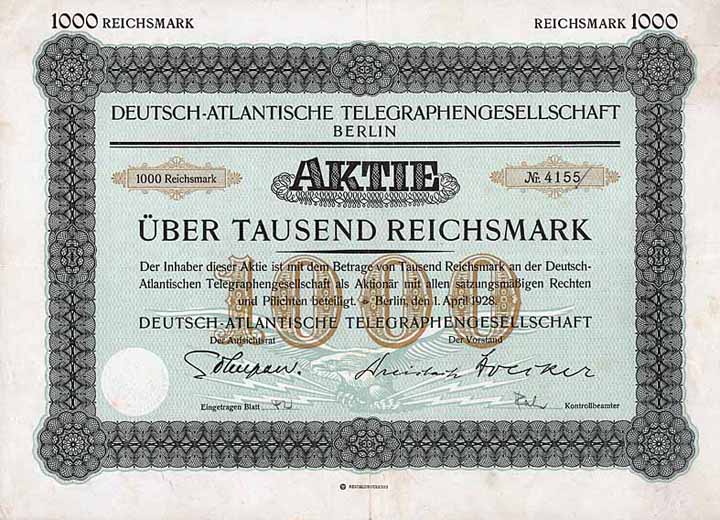 1000 REICHSMARK
REICHSMARK 1000
DEUTSCH-ATLANTISCHE TELEGRAPHENGESELLSCHAFT
BERLIN
1000 Reichsmark
AKTIE
Nr. 4155
ÜBER TAUSEND REICHSMARK
1000
Der Inhaber dieser Aktie ist mit dem Betrage von Tausend Reichsmark an der Deutsch-
Atlantischen Telegraphengesellschaft als Aktionär mit allen satzungsmäßigen Rechten
und Pflichten beteiligt. Berlin, den 1. April 1928.
DEUTSCH-ATLANTISCHE TELEGRAPHENGESELLSCHAFT
Der Aufsichtsrat
Der Vorstand
Eingetragen Blatt
Kontrollbeamter